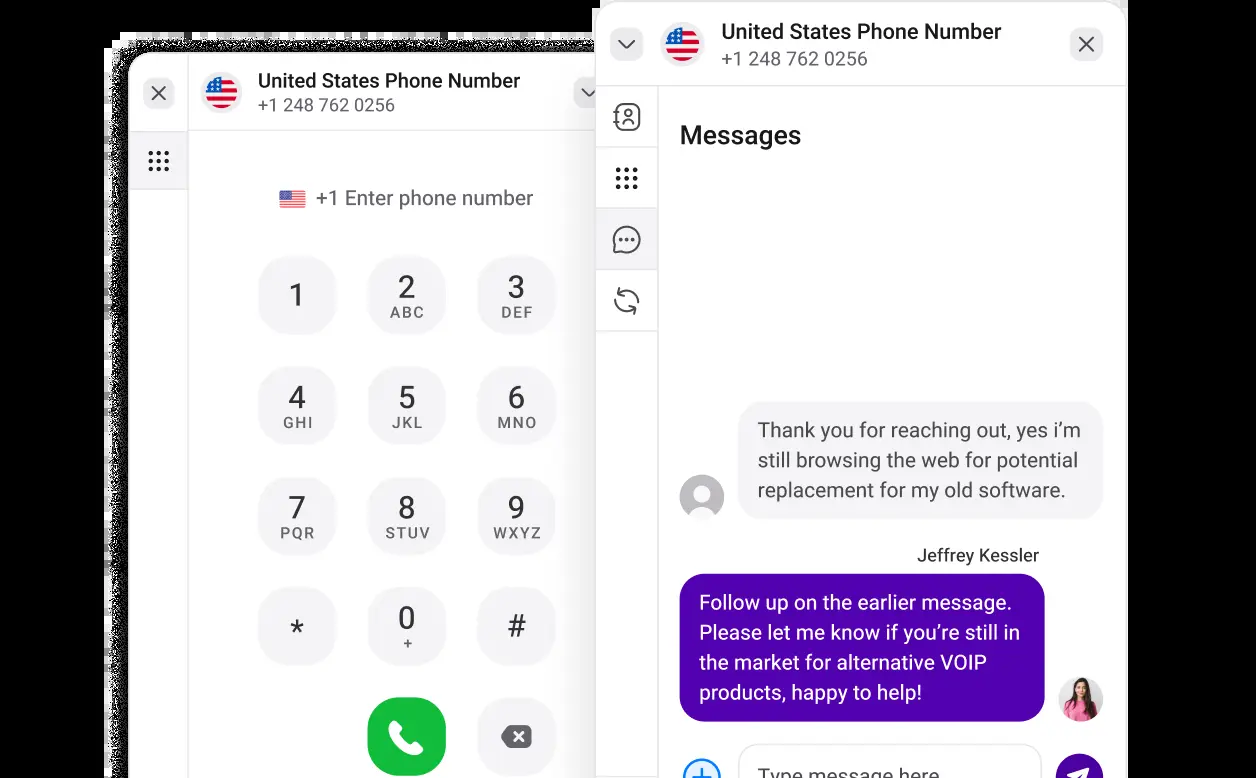 United States Phone Number
+1 248 762 0256
+1 Enter phone number
1
2
ABC
3
DEF
4
GHI
5
JKL
6
MNO
7
PQR
8
STUV
9
WXYZ
*
0
+
#
United States Phone Number
+1 248 762 0256
Messages
Thank you for reaching out, yes i’m
still browsing the web for potential
replacement for my old software.
Jeffrey Kessler
Follow up on the earlier message.
Please let me know if you’re still in
the market for alternative VOIP
products, happy to help!
Type message here